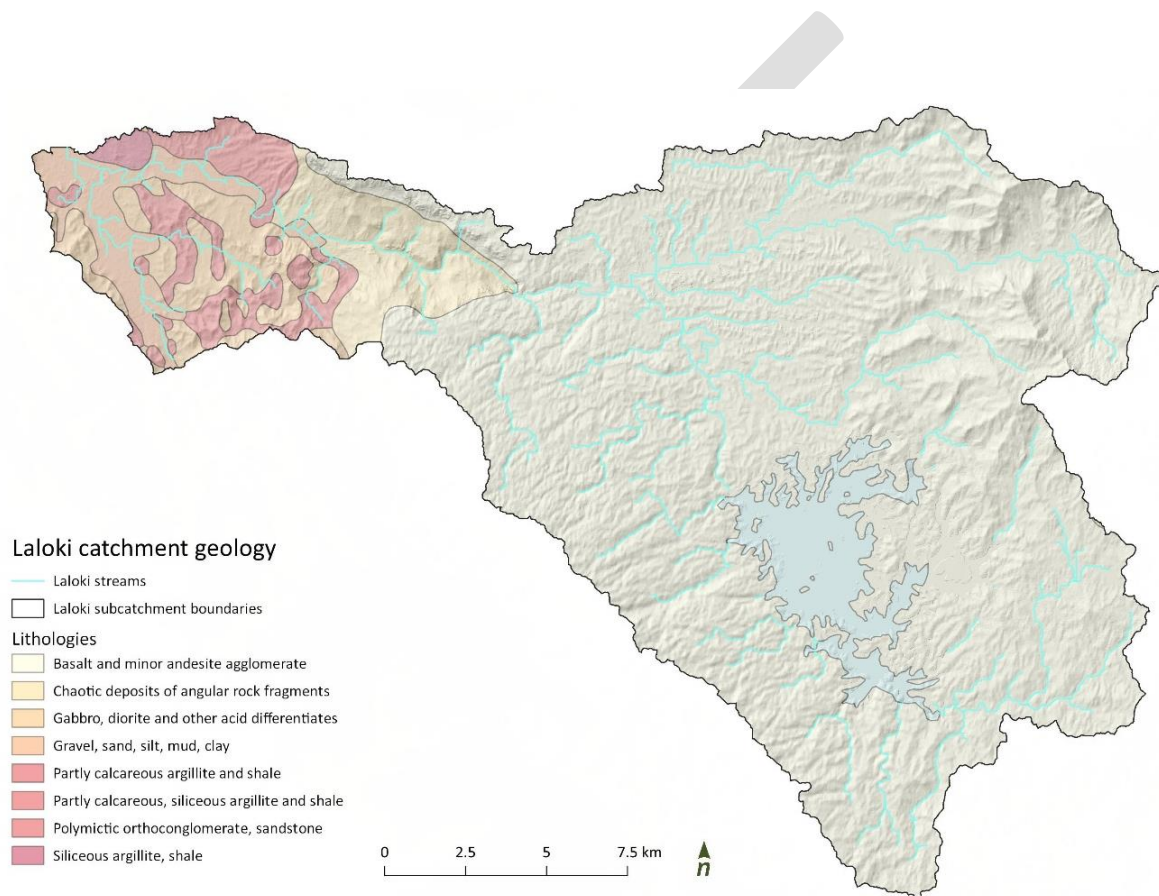 Laloki catchment geology
Laloki streams
Laloki subcatchment boundaries
Lithologies
Basalt and minor andesite agglomerate
Chaotic deposits of angular rock fragments
Gabbro, diorite and other acid differentiates
Gravel, sand, silt, mud, clay
Partly calcareous argillite and shale
Partly calcareous, siliceous argillite and shale
Polymictic orthoconglomerate, sandstone
Siliceous argillite, shale
0 2.5 5 7.5 km
n